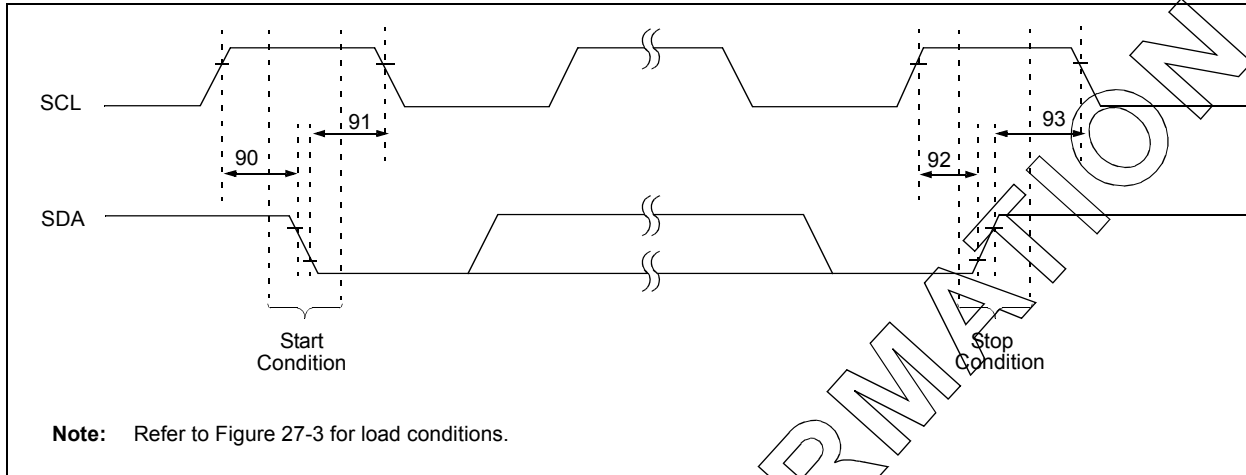 SCL
91
93
90
92
SDA
Start
Condition
Stop
Condition
Note: Refer to Figure 27-3 for load conditions.
RMATION